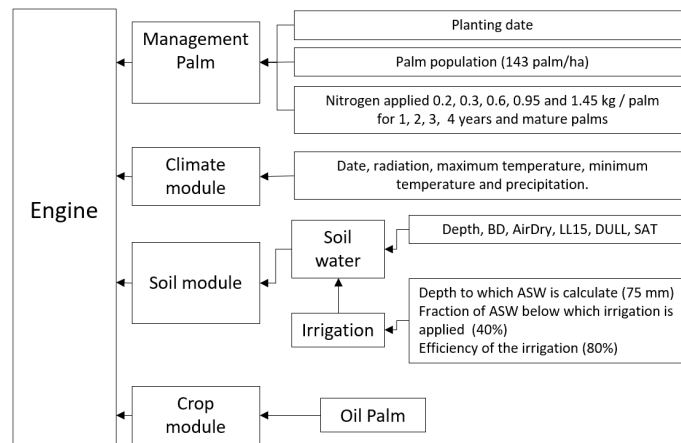 Engine
Management
Palm
Planting date
Palm population (143 palm/ha)
Nitrogen applied 0.2, 0.3, 0.6, 0.95 and 1.45 kg / palm
for 1, 2, 3, 4 years and mature palms
Climate
module
Date, radiation, maximum temperature, minimum
temperature and precipitation.
Soil module
Soil
water
Depth, BD, AirDry, LL15, DULL, SAT
Irrigation
Depth to which ASW is calculate (75 mm)
Fraction of ASW below which irrigation is
applied (40%)
Efficiency of the irrigation (80%)
Crop
module
Oil Palm